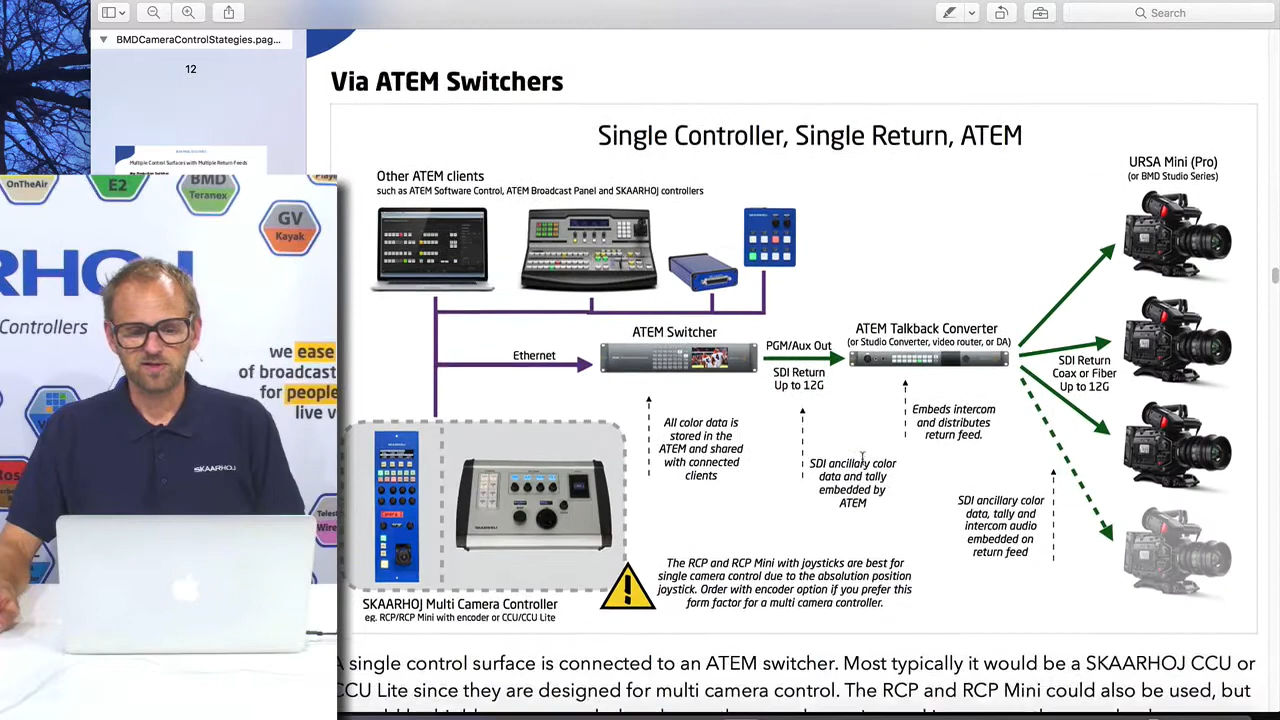 Search
BMDCameraControlStategies.pag...
12
Multiple Control Surfaces with Multiple Return Feeds
Via ATEM Switchers
Single Controller, Single Return, ATEM
Other ATEM clients
such as ATEM Software Control, ATEM Broadcast Panel and SKAARHOJ controllers
URSA Mini (Pro)
(or BMD Studio Series)
ATEM Switcher
Ethernet
PGM/Aux Out
SDI Return
Up to 12G
ATEM Talkback Converter
(or Studio Converter, video router, or DA)
SDI Return
Coax or Fiber
Up to 12G
All color data is
stored in the
ATEM and shared
with connected
clients
SDI ancillary color
data and tally
embedded by
ATEM
Embeds intercom
and distributes
return feed.
SDI ancillary color
data, tally and
intercom audio
embedded on
return feed
The RCP and RCP Mini with joysticks are best for
single camera control due to the absolution position
joystick. Order with encoder option if you prefer this
form factor for a multi camera controller.
SKAARHOJ Multi Camera Controller
eg. RCP/RCP Mini with encoder or CCU/CCU Lite
A single control surface is connected to an ATEM switcher. Most typically it would be a SKAARHOJ CCU or
CCU Lite since they are designed for multi camera control. The RCP and RCP Mini could also be used, but
OnTheAir
E2
BMD
Teranex
GV
Kayak
RHOJ
Controllers
we ease
of broadcast
for people
live v
SKAARHOJ